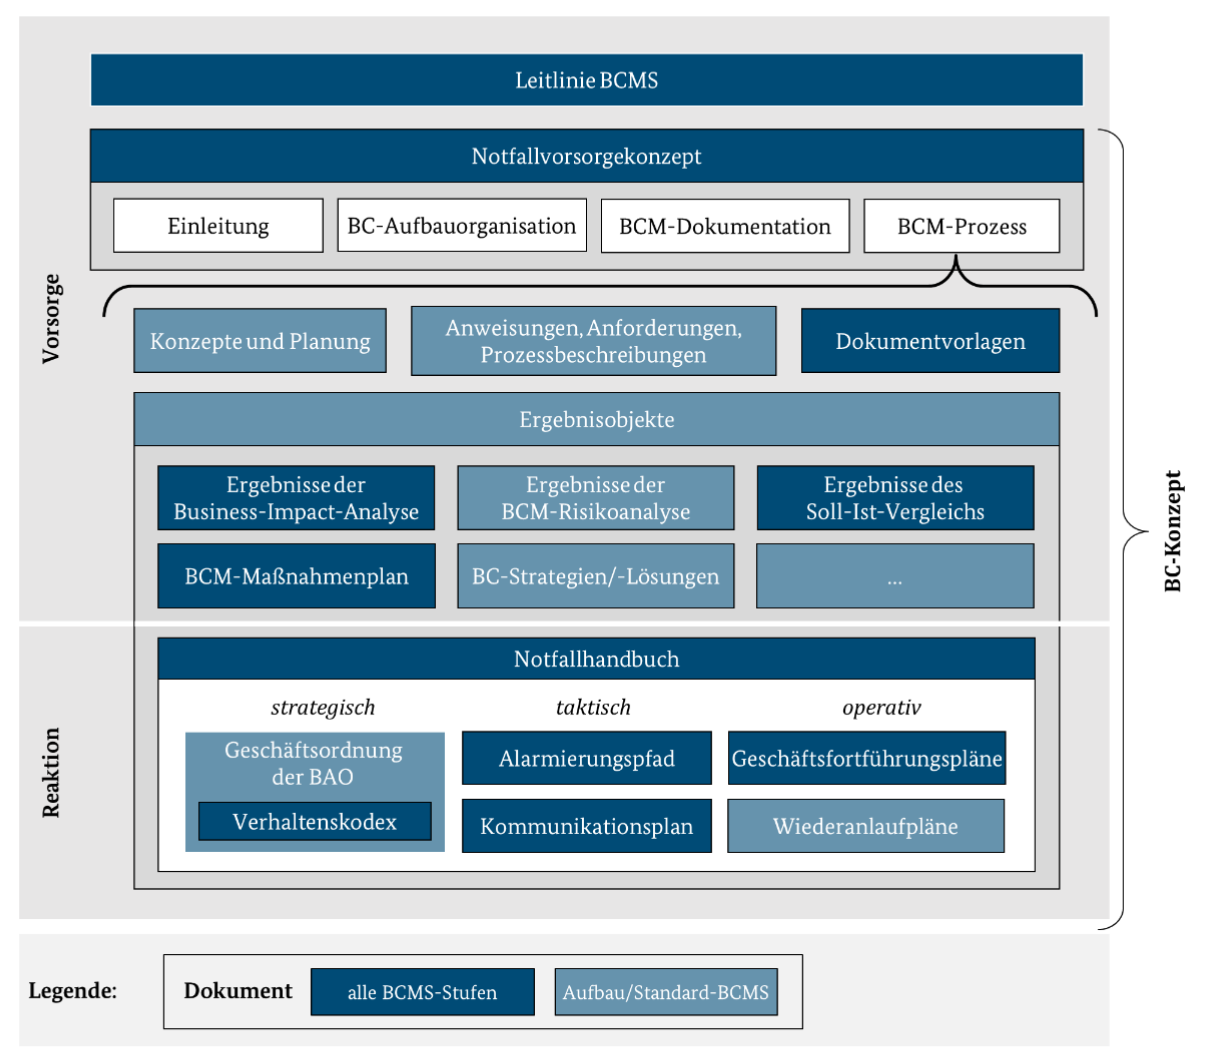 Leitlinie BCMS
Notfallvorsorgekonzept
Einleitung
BC-Aufbauorganisation
BCM-Dokumentation
BCM-Prozess
Vorsorge
Konzepte und Planung
Anweisungen, Anforderungen,
Prozessbeschreibungen
Dokumentvorlagen
Ergebnisobjekte
Ergebnisse der
Business-Impact-Analyse
Ergebnisse der
BCM-Risikoanalyse
Ergebnisse des
Soll-Ist-Vergleichs
BCM-Maßnahmenplan
BC-Strategien/-Lösungen
...
BC-Konzept
Reaktion
Notfallhandbuch
strategisch
taktisch
operativ
Geschäftsordnung
der BAO
Verhaltenskodex
Alarmierungspfad
Geschäftsfortführungspläne
Kommunikationsplan
Wiederanlaufpläne
Legende:
Dokument
alle BCMS-Stufen
Aufbau/Standard-BCMS